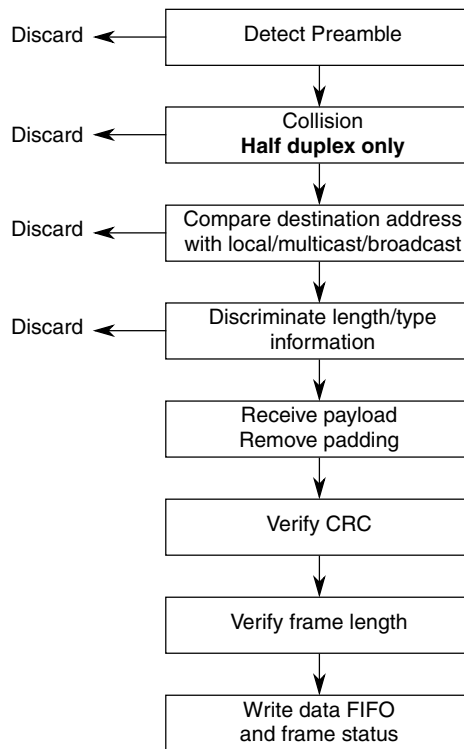 Discard
Detect Preamble
Discard
Collision
Half duplex only
Discard
Compare destination address
with local/multicast/broadcast
Discard
Discriminate length/type
information
Receive payload
Remove padding
Verify CRC
Verify frame length
Write data FIFO
and frame status